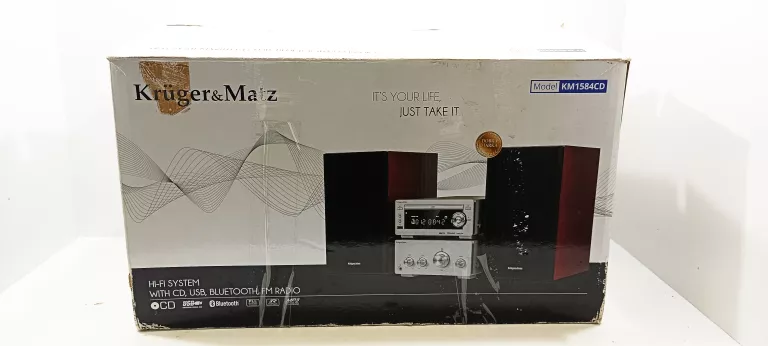 Krüger&Matz
IT'S YOUR LIFE,
JUST TAKE IT
Model KM1584CD
HI-FI SYSTEM
WITH CD, USB, BLUETOOTH, FM RADIO
CD
USB
Bluetooth